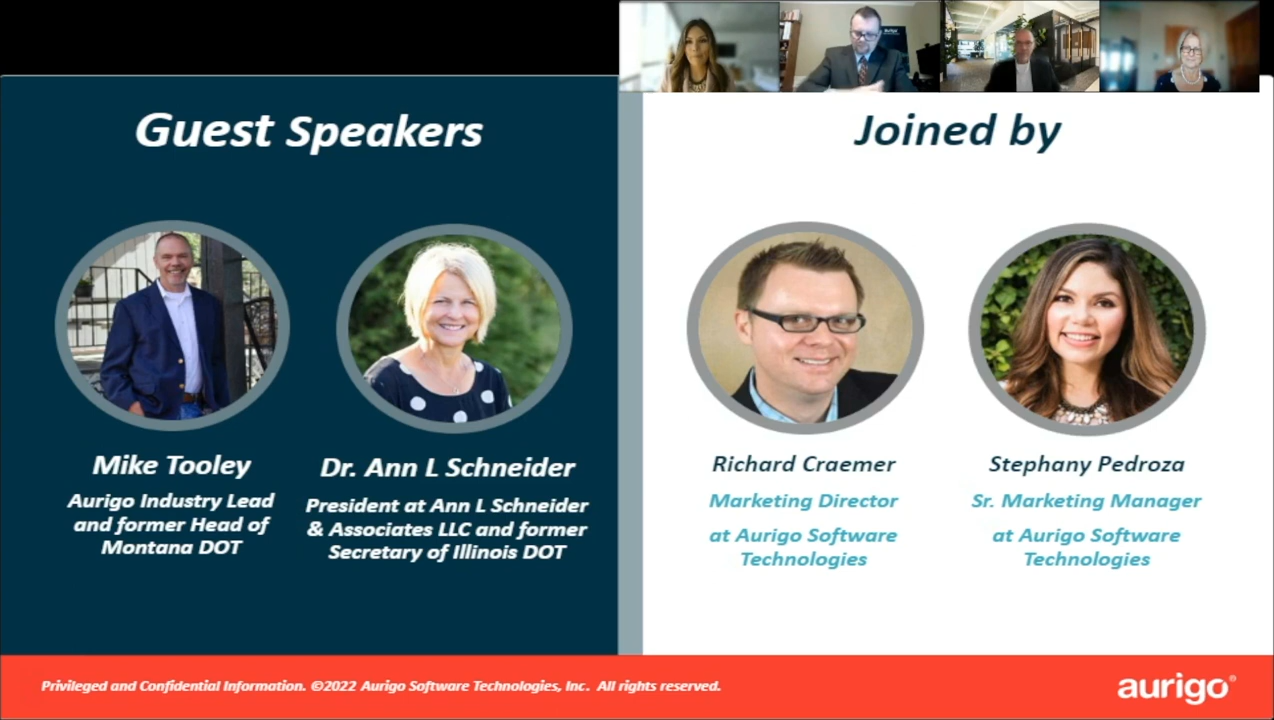 Guest Speakers
Joined by
Mike Tooley
Aurigo Industry Lead
and former Head of
Montana DOT
Dr. Ann L Schneider
President at Ann L Schneider
& Associates LLC and former
Secretary of Illinois DOT
Richard Craemer
Marketing Director
at Aurigo Software
Technologies
Stephany Pedroza
Sr. Marketing Manager
at Aurigo Software
Technologies
Privileged and Confidential Information. ©2022 Aurigo Software Technologies, Inc. All rights reserved.
aurigo®